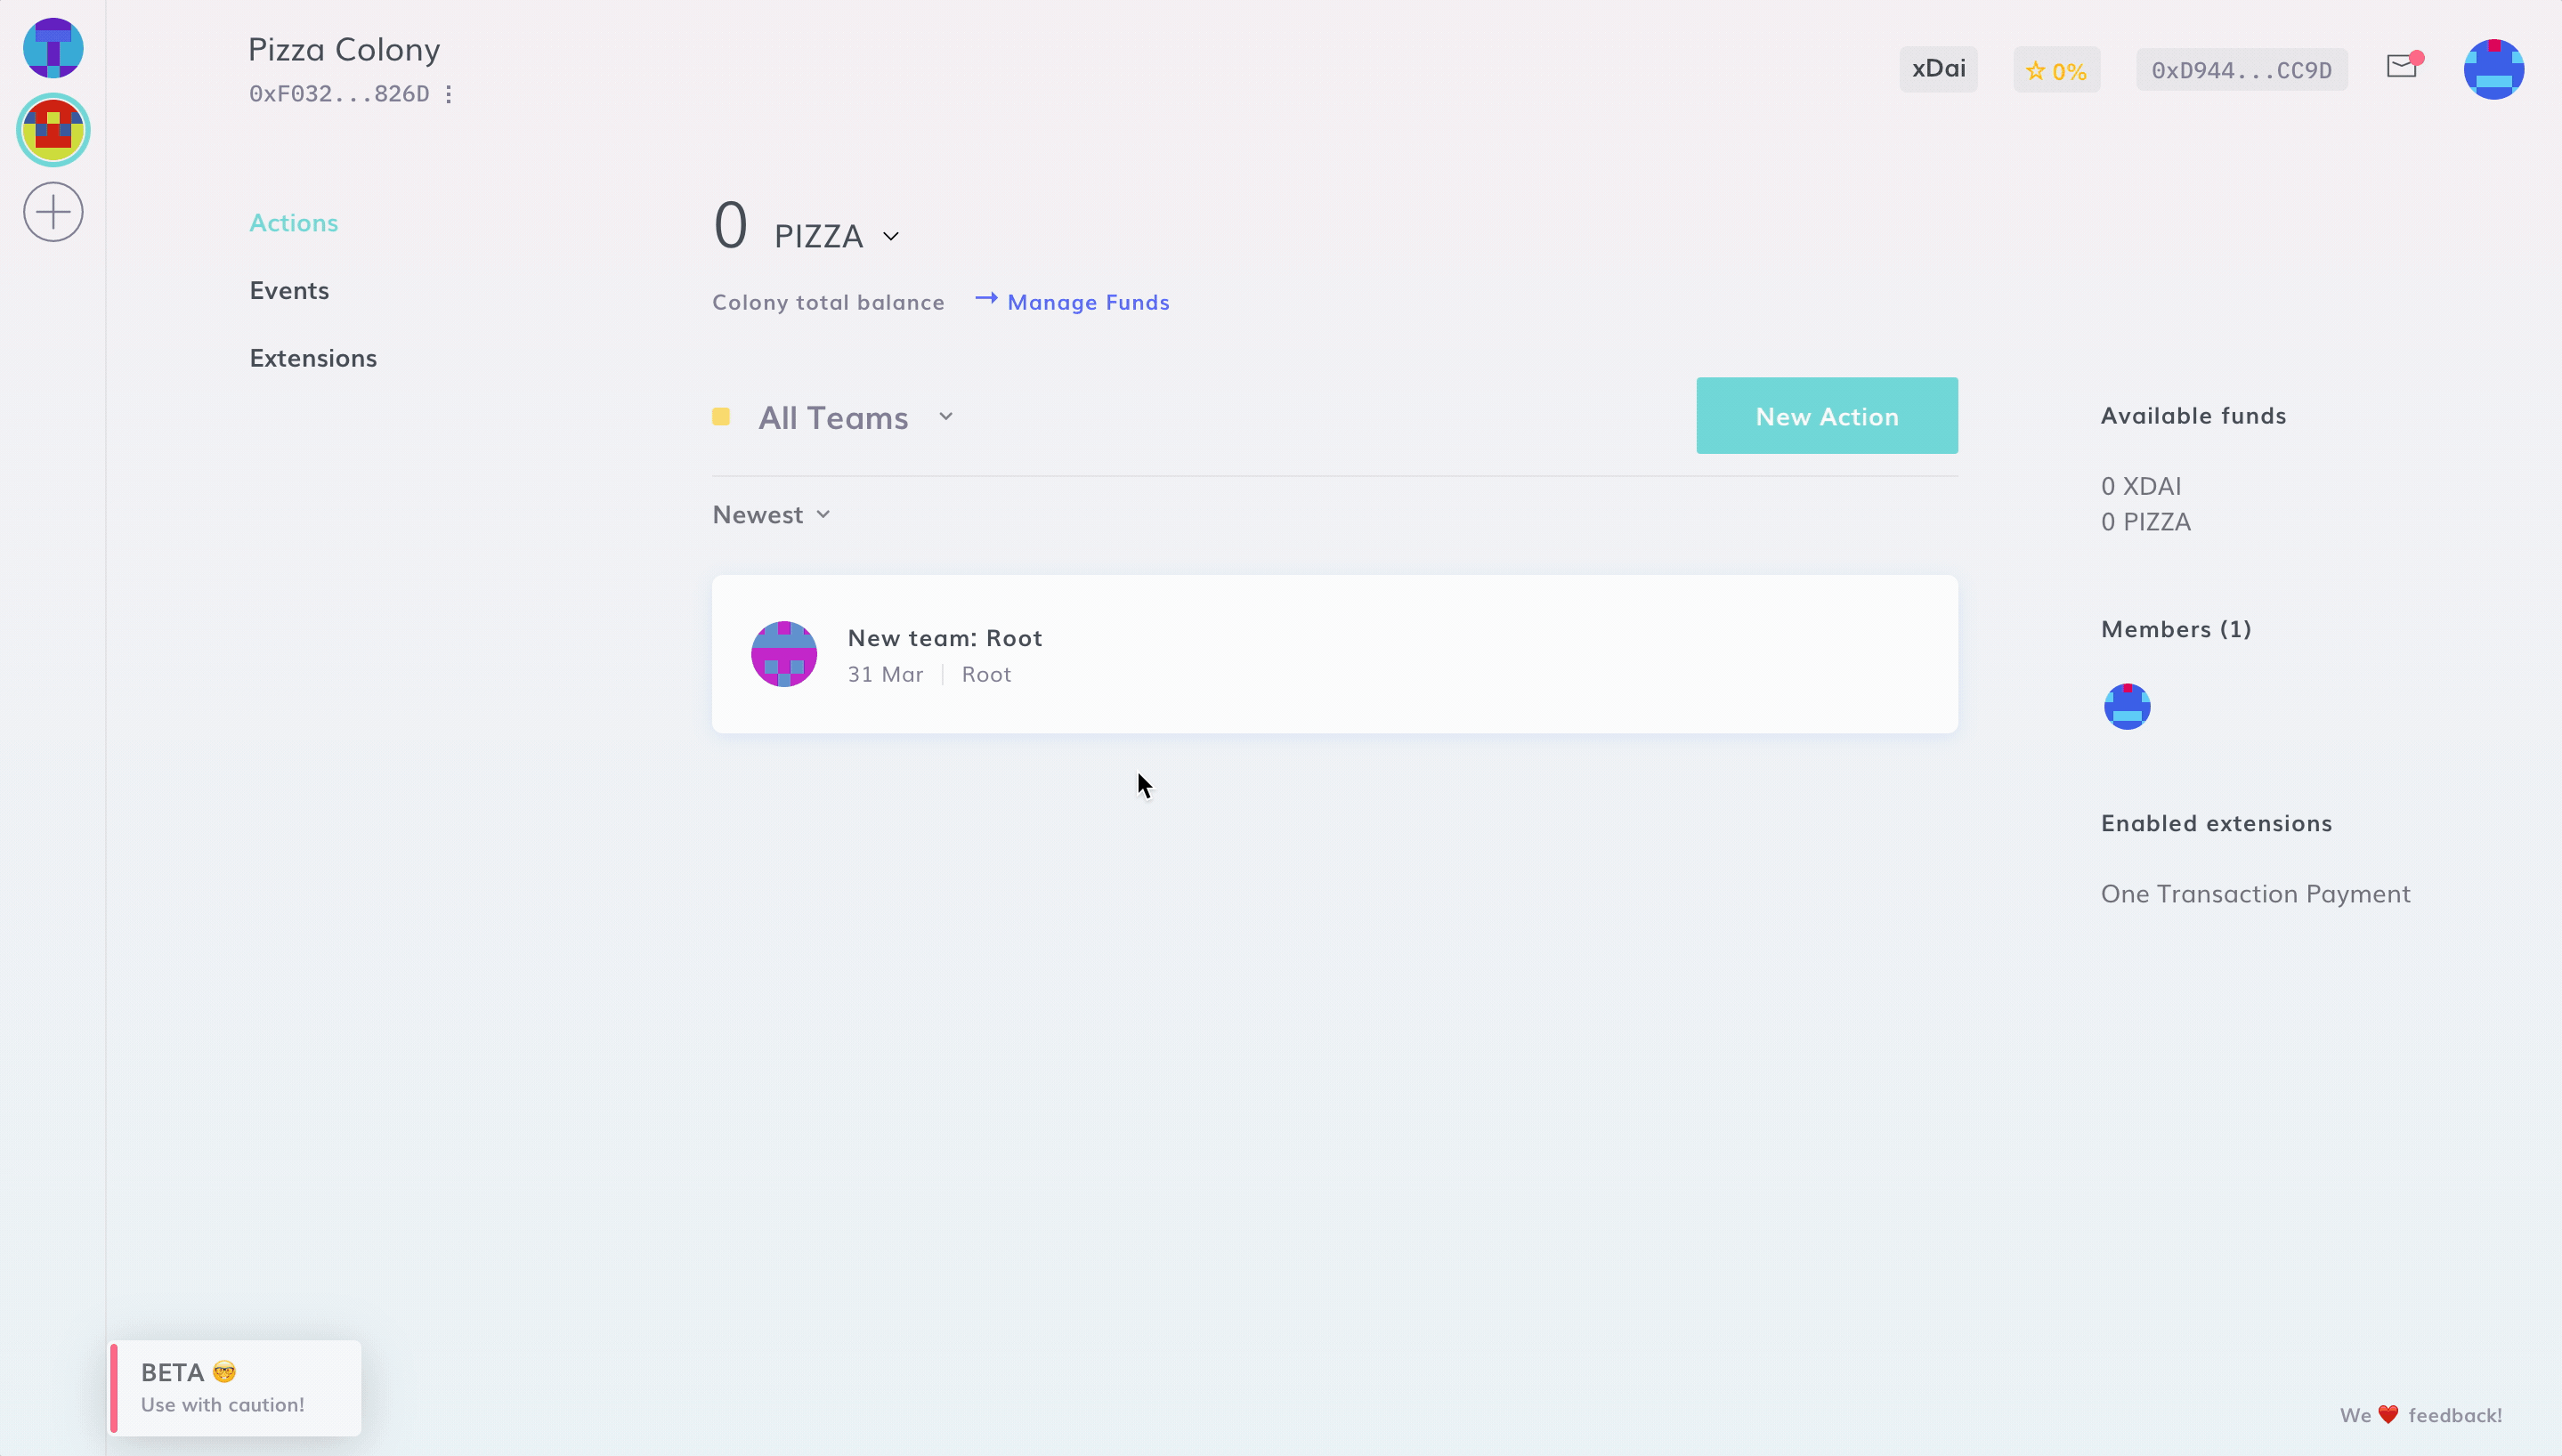 Pizza Colony
0xF032...826D
xDai
0%
0xD944...CC9D
Actions
Events
Extensions
0 PIZZA
Colony total balance
Manage Funds
All Teams
New Action
Newest
New team: Root
31 Mar
Root
Available funds
0 XDAI
0 PIZZA
Members (1)
Enabled extensions
One Transaction Payment
BETA 🤓
Use with caution!
We ❤️ feedback!